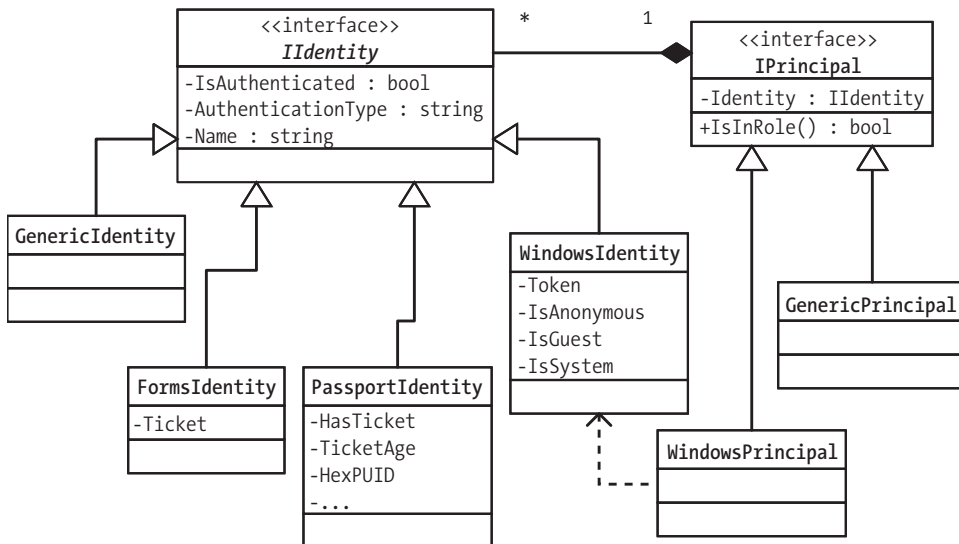 <<interface>>
IIdentity
-IsAuthenticated : bool
-AuthenticationType : string
-Name : string
*
1
<<interface>>
IPrincipal
-Identity : IIdentity
+IsInRole() : bool
GenericIdentity
WindowsIdentity
-Token
-IsAnonymous
-IsGuest
-IsSystem
GenericPrincipal
FormsIdentity
-Ticket
PassportIdentity
-HasTicket
-TicketAge
-HexPUID
-...
WindowsPrincipal